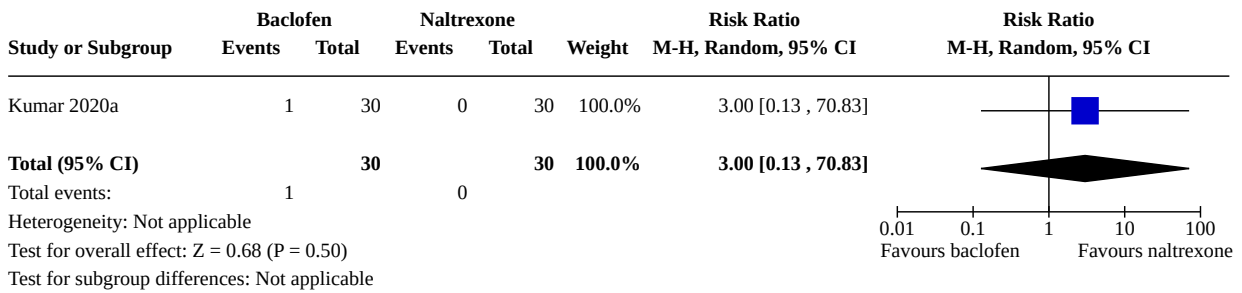 Baclofen Naltrexone Risk Ratio Risk Ratio
Study or Subgroup Events Total Events Total Weight M-H, Random, 95% CI M-H, Random, 95% CI
Kumar 2020a 1 30 0 30 100.0% 3.00 [0.13 , 70.83]
Total (95% CI) 30 30 100.0% 3.00 [0.13 , 70.83]
Total events: 1 0
Heterogeneity: Not applicable
0.01 0.1 1 10 100
Test for overall effect: Z = 0.68 (P = 0.50)
Favours baclofen Favours naltrexone
Test for subgroup differences: Not applicable